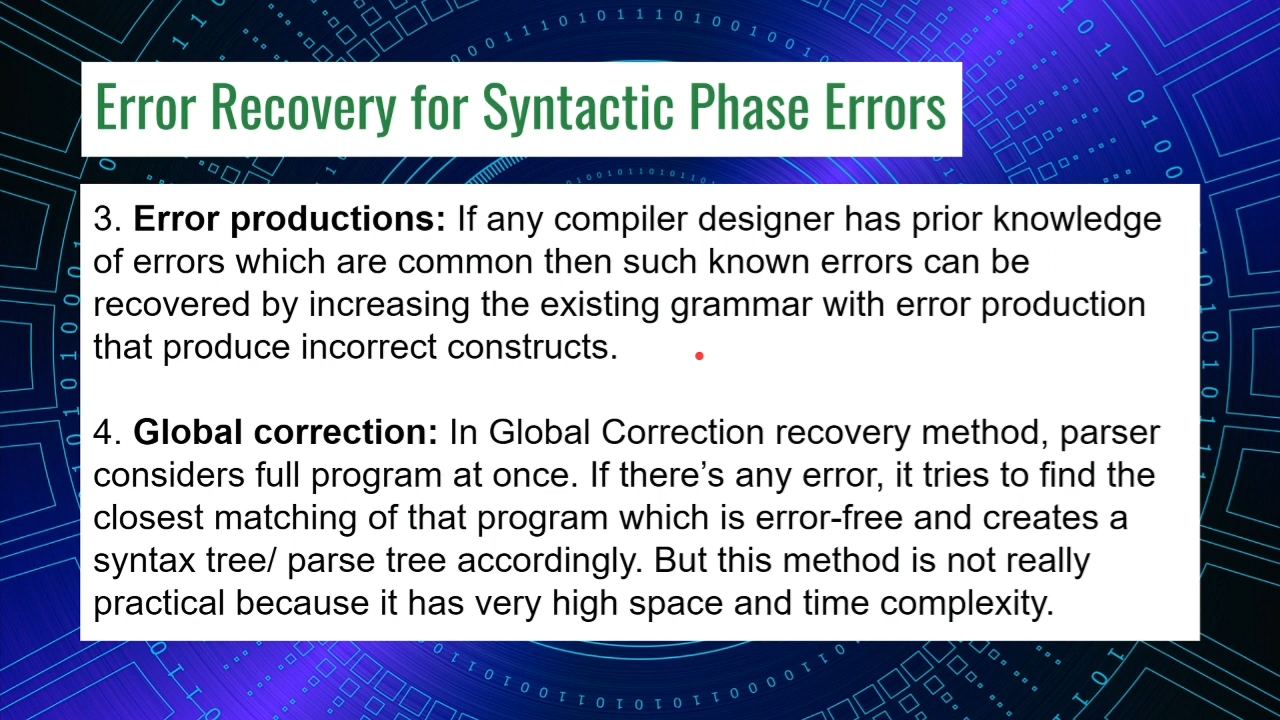 Error Recovery for Syntactic Phase Errors
3. Error productions: If any compiler designer has prior knowledge
of errors which are common then such known errors can be
recovered by increasing the existing grammar with error production
that produce incorrect constructs.
4. Global correction: In Global Correction recovery method, parser
considers full program at once. If there’s any error, it tries to find the
closest matching of that program which is error-free and creates a
syntax tree/ parse tree accordingly. But this method is not really
practical because it has very high space and time complexity.